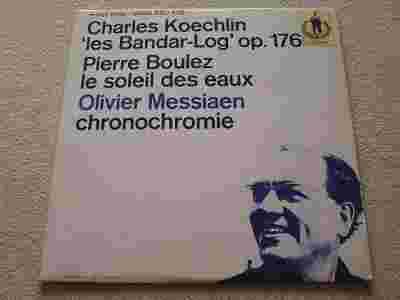 Charles Koechlin
'les Bandar-Log' op. 176
Pierre Boulez
le soleil des eaux
Olivier Messiaen
chronochromie